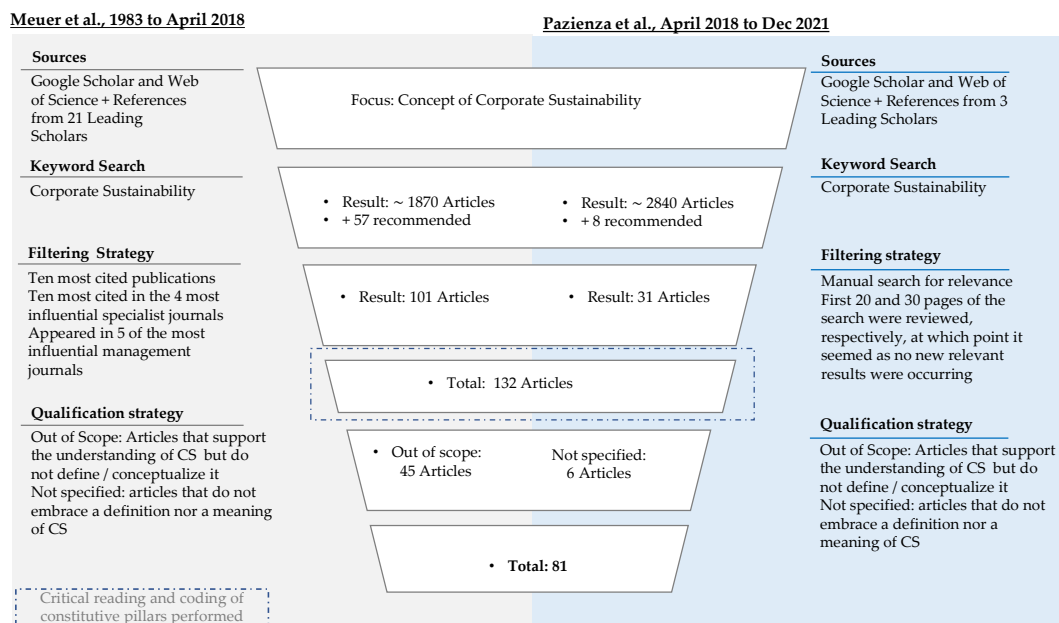 Meuer et al., 1983 to April 2018
Pazienza et al., April 2018 to Dec 2021
Sources
Google Scholar and Web
of Science + References
from 21 Leading
Scholars
Keyword Search
Corporate Sustainability
Filtering Strategy
Ten most cited publications
Ten most cited in the 4 most
influential specialist journals
Appeared in 5 of the most
influential management
journals
Qualification strategy
Out of Scope: Articles that support
the understanding of CS but do
not define / conceptualize it
Not specified: articles that do not
embrace a definition nor a meaning
of CS
Critical reading and coding of
constitutive pillars performed
Focus: Concept of Corporate Sustainability
• Result: ~ 1870 Articles
• + 57 recommended
• Result: ~ 2840 Articles
• + 8 recommended
• Result: 101 Articles
• Result: 31 Articles
• Total: 132 Articles
• Out of scope:
45 Articles
Not specified:
6 Articles
• Total: 81
Sources
Google Scholar and Web of
Science + References from 3
Leading Scholars
Keyword Search
Corporate Sustainability
Filtering strategy
Manual search for relevance
First 20 and 30 pages of the
search were reviewed,
respectively, at which point it
seemed as no new relevant
results were occurring
Qualification strategy
Out of Scope: Articles that support
the understanding of CS but do
not define / conceptualize it
Not specified: articles that do not
embrace a definition nor a
meaning of CS